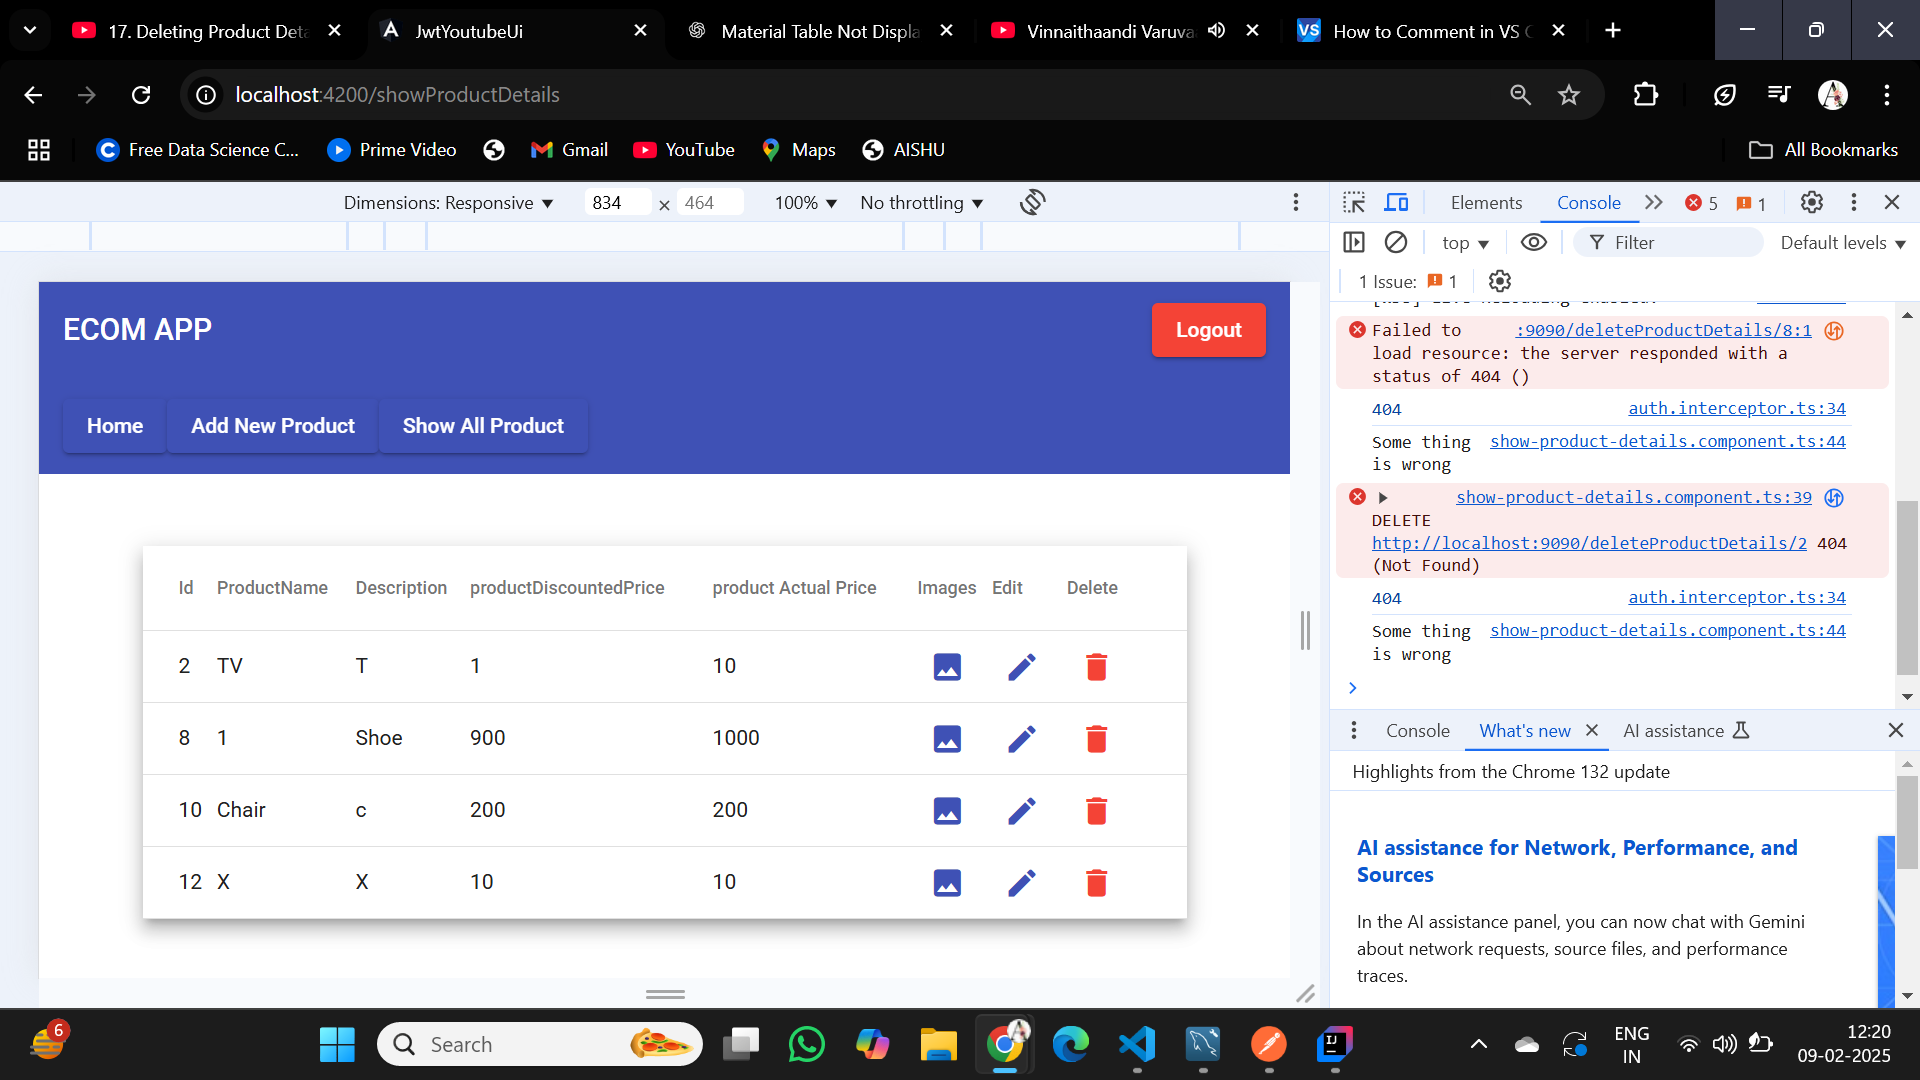 17. Deleting Product Deta
JwtYoutubeUi
Material Table Not Displa
Vinnaithaandi Varuva
VS
How to Comment in VS C
localhost:4200/showProductDetails
Free Data Science C...
Prime Video
Gmail
YouTube
Maps
AISHU
All Bookmarks
Dimensions: Responsive
834
×
464
100%
No throttling
Elements
Console
5
1
top
Filter
Default levels
1 Issue:
1
ECOM APP
Logout
Home
Add New Product
Show All Product
Id ProductName Description productDiscountedPrice product Actual Price Images Edit Delete
2 TV T 1 10
8 1 Shoe 900 1000
10 Chair c 200 200
12 X X 10 10
Failed to :9090/deleteProductDetails/8:1
load resource: the server responded with a
status of 404 ()
404 auth.interceptor.ts:34
Some thing show-product-details.component.ts:44
is wrong
show-product-details.component.ts:39
DELETE
http://localhost:9090/deleteProductDetails/2 404
(Not Found)
404 auth.interceptor.ts:34
Some thing show-product-details.component.ts:44
is wrong
Console
What's new
AI assistance
Highlights from the Chrome 132 update
AI assistance for Network, Performance, and
Sources
In the AI assistance panel, you can now chat with Gemini
about network requests, source files, and performance
traces.
6
Search
IJ
ENG
IN
12:20
09-02-2025